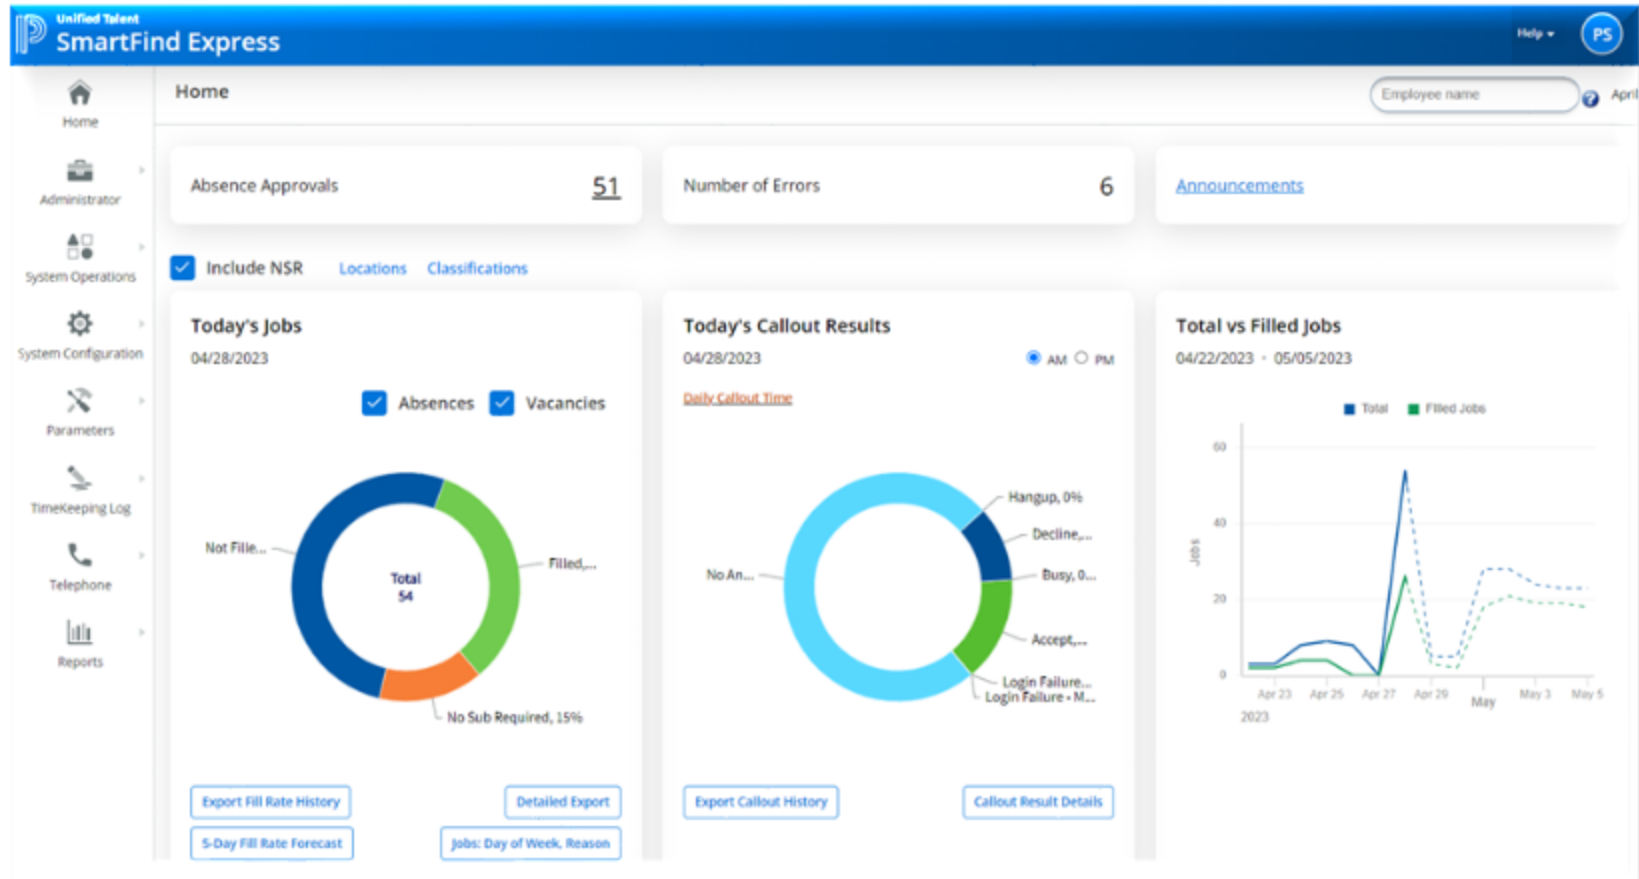 Unified Talent
SmartFind Express
Help
PS
Home
Employee name
?
April
Home
Administrator
System Operations
System Configuration
Parameters
TimeKeeping Log
Telephone
Reports
Absence Approvals 51
Number of Errors 6
Announcements
Include NSR Locations Classifications
Today's Jobs
04/28/2023
Absences Vacancies
Not Fille...
Filled,...
Total
54
No Sub Required, 15%
Export Fill Rate History
Detailed Export
5-Day Fill Rate Forecast
Jobs: Day of Week, Reason
Today's Callout Results
04/28/2023
AM PM
Daily Callout Time
Hangup, 0%
Decline,...
No An...
Busy, 0...
Accept,...
Login Failure...
Login Failure - M...
Export Callout History
Callout Result Details
Total vs Filled Jobs
04/22/2023 - 05/05/2023
Total Filled Jobs
60
40
Jobs
20
0
Apr 23 Apr 25 Apr 27 Apr 29 May May 3 May 5
2023